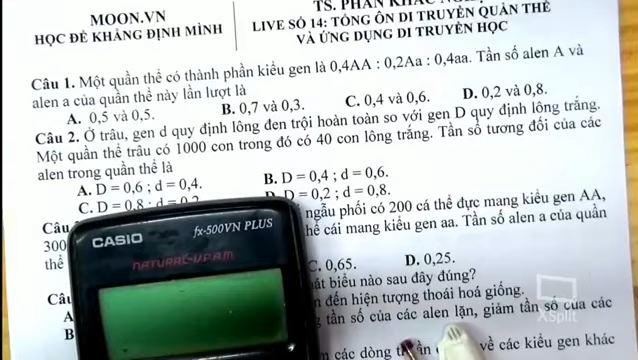 MOON.VN
HỌC ĐỂ KHẲNG ĐỊNH MÌNH
TS. PHAN KHẮC
LIVE SỐ 14: TỔNG ÔN DI TRUYỀN QUẦN THỂ
VÀ ỨNG DỤNG DI TRUYỀN HỌC
Câu 1. Một quần thể có thành phần kiểu gen là 0,4AA : 0,2Aa : 0,4aa. Tần số alen A và
alen a của quần thể này lần lượt là
A. 0,5 và 0,5. B. 0,7 và 0,3. C. 0,4 và 0,6. D. 0,2 và 0,8.
Câu 2. Ở trâu, gen d quy định lông đen trội hoàn toàn so với gen D quy định lông trắng.
Một quần thể trâu có 1000 con trong đó có 40 con lông trắng. Tần số tương đối của các
alen trong quần thể là
A. D = 0,6 ; d = 0,4. B. D = 0,4 ; d = 0,6.
C. D = 0,8 ; d = 0,2 D = 0,2 ; d = 0,8.
Câu ngẫu phối có 200 cá thể đực mang kiểu gen AA,
300 thể cái mang kiểu gen aa. Tần số alen a của quần
thể
C. 0,65. D. 0,25.
Câu phát biểu nào sau đây đúng?
A đến hiện tượng thoái hoá giống.
B tần số của các alen lặn, giảm tần số của các
các dòng về các kiểu gen khác
CASIO
fx-500VN PLUS
NATURAL-V.P.A.M
XSplit